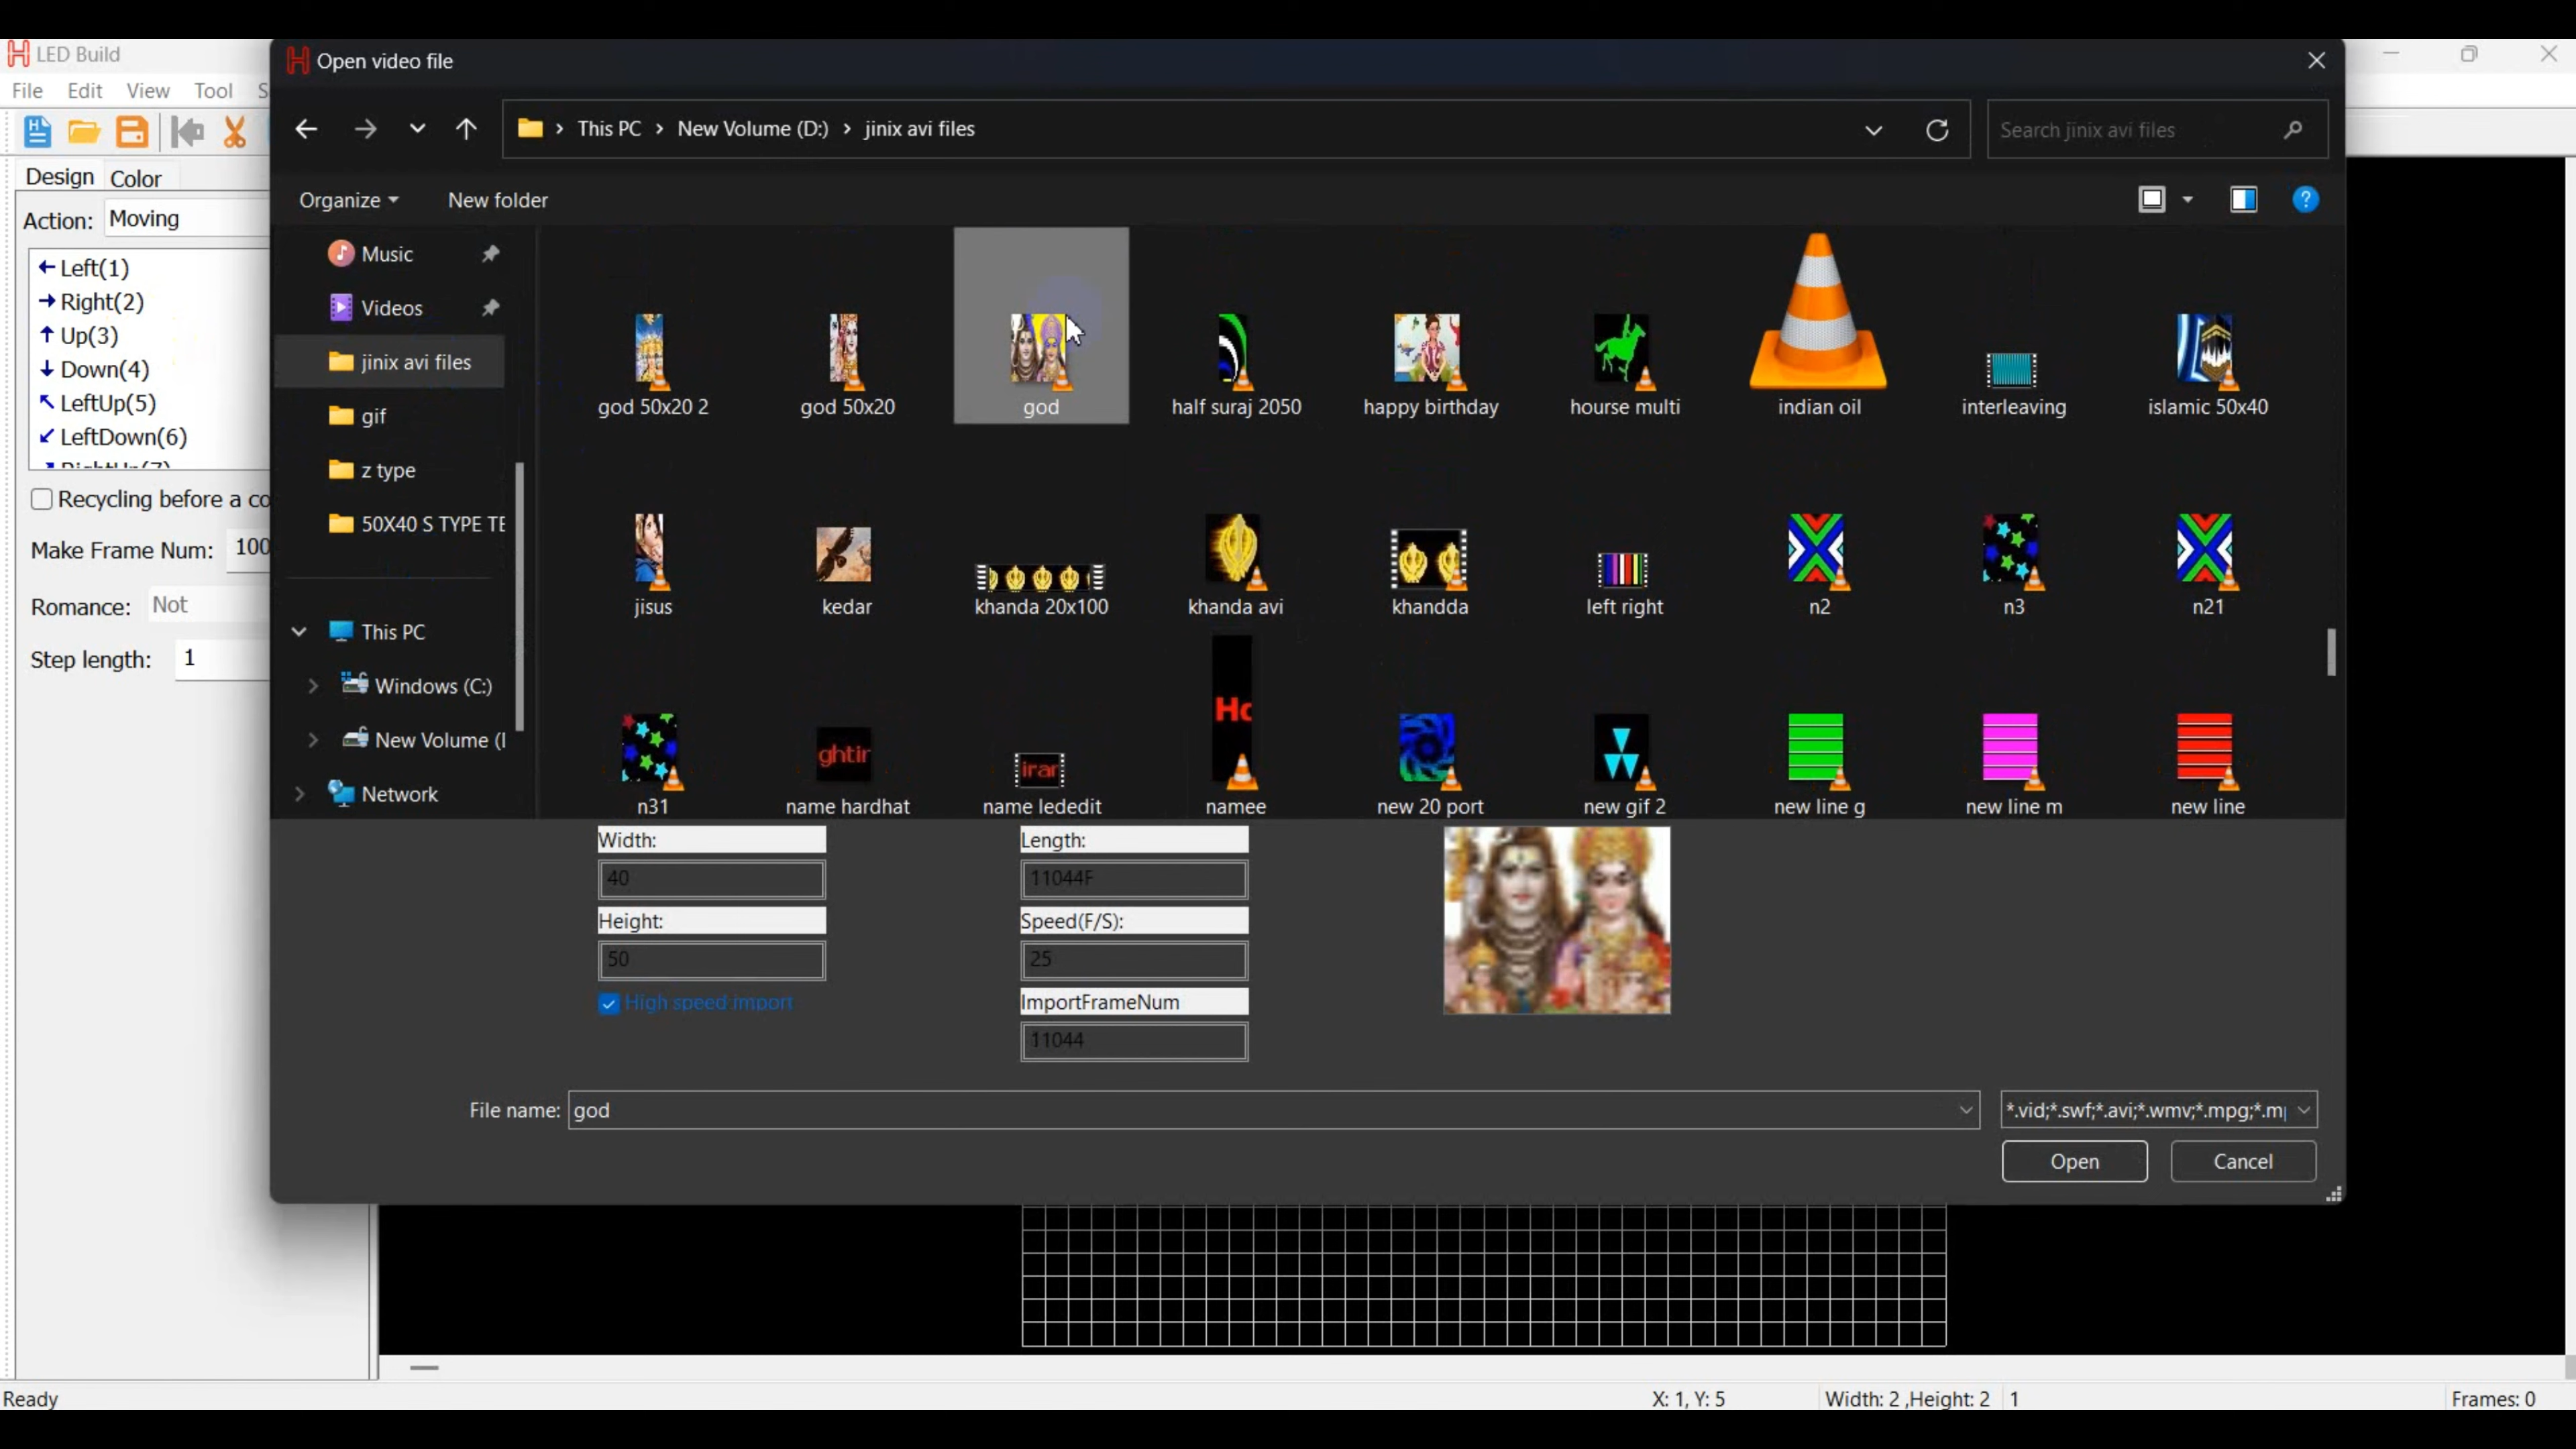 LED Build
Open video file
File Edit View Tool S
This PC > New Volume (D:) > jinix avi files
Search jinix avi files
Design Color
Organize New folder
Action: Moving
Left(1)
Right(2)
Up(3)
Down(4)
LeftUp(5)
LeftDown(6)
Recycling before a co
Make Frame Num: 100
Romance: Not
Step length: 1
Music
Videos
jinix avi files
gif
z type
50X40 S TYPE TE
This PC
Windows (C:)
New Volume (I
Network
god 50x20 2 god 50x20 god half suraj 2050 happy birthday hourse multi indian oil interleaving islamic 50x40
jisus kedar khanda 20x100 khanda avi khandda left right n2 n3 n21
ghtir irar Ho
n31 name hardhat name lededit namee new 20 port new gif 2 new line g new line m new line
Width: Length:
40 11044F
Height: Speed(F/S):
50 25
High speed import ImportFrameNum
11044
File name: god *.vid;*.swf;*.avi;*.wmv;*.mpg;*.m
Open Cancel
Ready X: 1, Y: 5 Width: 2 ,Height: 2 1 Frames: 0